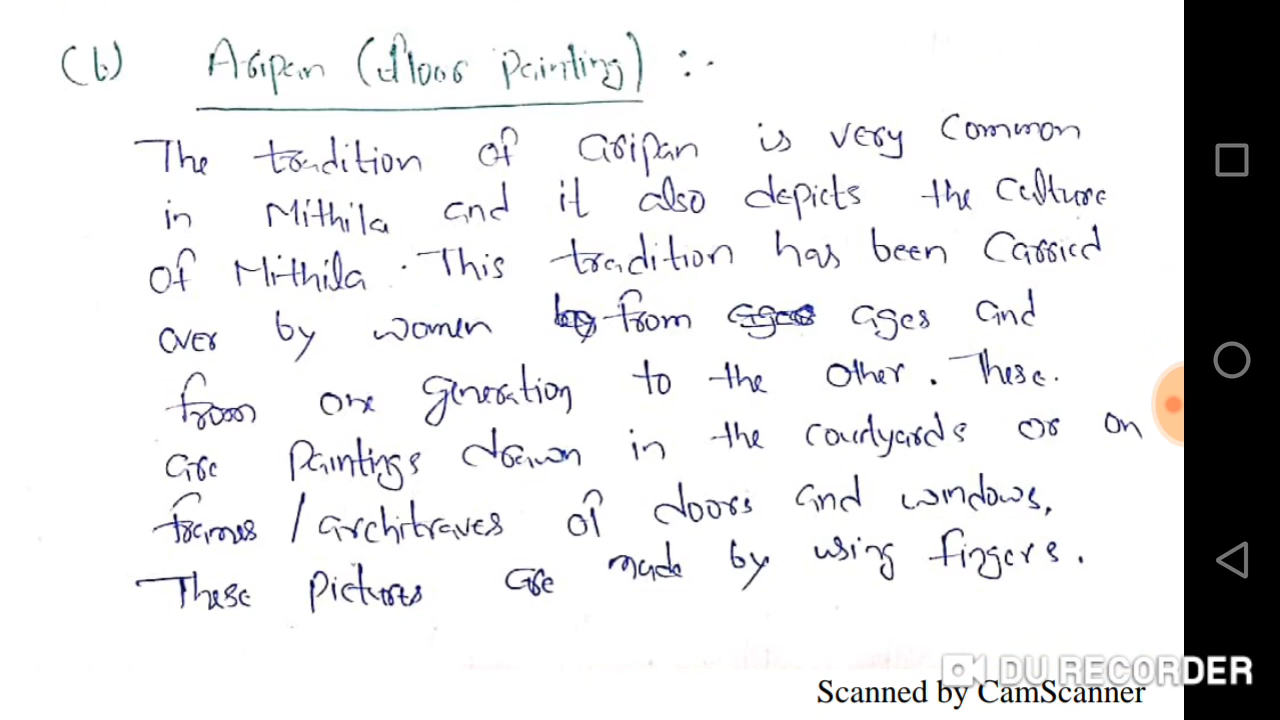 (b) Aripan (floor painting) :-
The tradition of aripan is very common
in Mithila and it also depicts the culture
of Mithila. This tradition has been carried
over by women from ages and
from one generation to the other. These
are paintings drawn in the courtyards or on
frames / architraves of doors and windows.
These pictures are made by using fingers.
DU RECORDER
Scanned by CamScanner